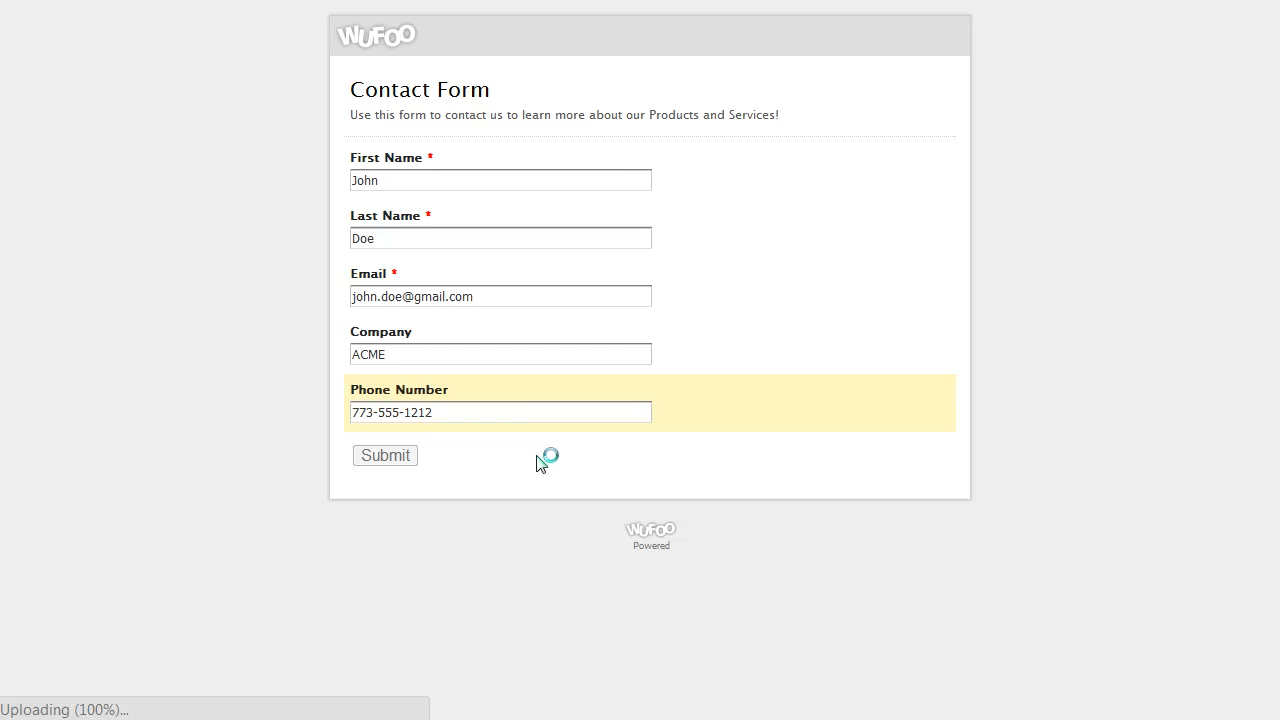 WUFOO
Contact Form
Use this form to contact us to learn more about our Products and Services!
First Name *
John
Last Name *
Doe
Email *
john.doe@gmail.com
Company
ACME
Phone Number
773-555-1212
Submit
WUFOO
Powered
Uploading (100%)...